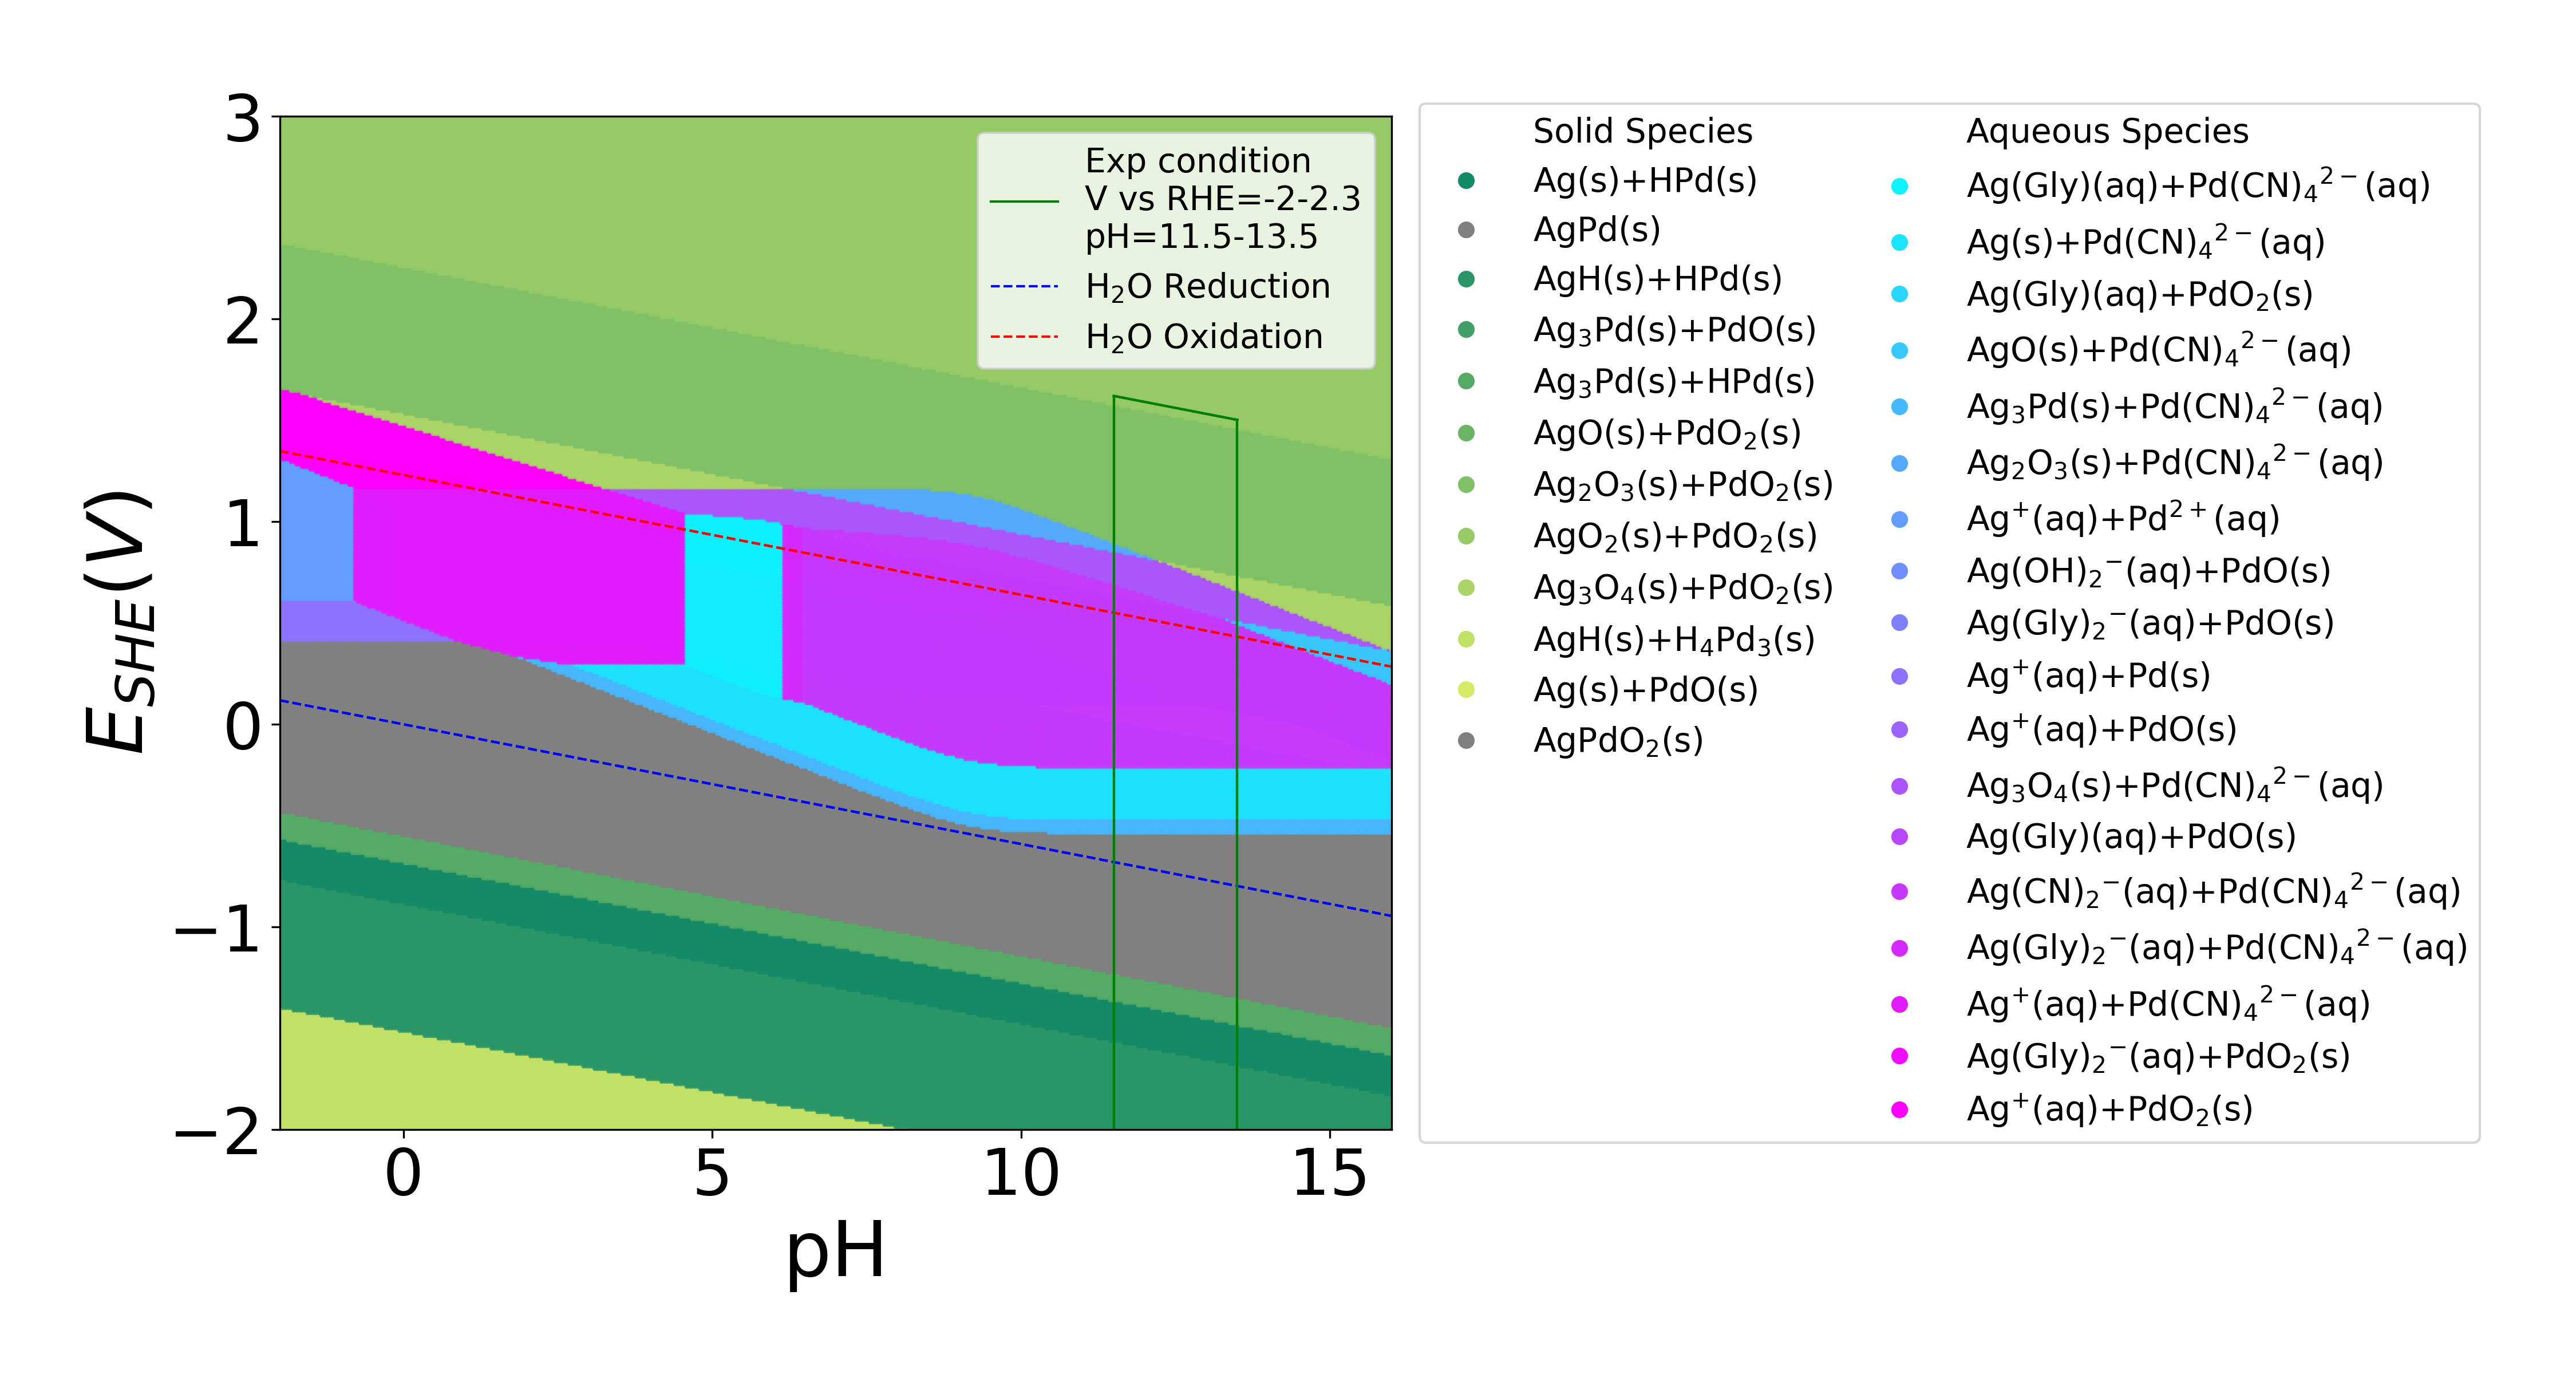 3
2
1
0
−1
−2
0
5
10
15
E_SHE(V)
pH
Exp condition
V vs RHE=-2-2.3
pH=11.5-13.5
H₂O Reduction
H₂O Oxidation
Solid Species
Ag(s)+HPd(s)
AgPd(s)
AgH(s)+HPd(s)
Ag₃Pd(s)+PdO(s)
Ag₃Pd(s)+HPd(s)
AgO(s)+PdO₂(s)
Ag₂O₃(s)+PdO₂(s)
AgO₂(s)+PdO₂(s)
Ag₃O₄(s)+PdO₂(s)
AgH(s)+H₄Pd₃(s)
Ag(s)+PdO(s)
AgPdO₂(s)
Aqueous Species
Ag(Gly)(aq)+Pd(CN)₄²⁻(aq)
Ag(s)+Pd(CN)₄²⁻(aq)
Ag(Gly)(aq)+PdO₂(s)
AgO(s)+Pd(CN)₄²⁻(aq)
Ag₃Pd(s)+Pd(CN)₄²⁻(aq)
Ag₂O₃(s)+Pd(CN)₄²⁻(aq)
Ag⁺(aq)+Pd²⁺(aq)
Ag(OH)₂⁻(aq)+PdO(s)
Ag(Gly)₂⁻(aq)+PdO(s)
Ag⁺(aq)+Pd(s)
Ag⁺(aq)+PdO(s)
Ag₃O₄(s)+Pd(CN)₄²⁻(aq)
Ag(Gly)(aq)+PdO(s)
Ag(CN)₂⁻(aq)+Pd(CN)₄²⁻(aq)
Ag(Gly)₂⁻(aq)+Pd(CN)₄²⁻(aq)
Ag⁺(aq)+Pd(CN)₄²⁻(aq)
Ag(Gly)₂⁻(aq)+PdO₂(s)
Ag⁺(aq)+PdO₂(s)